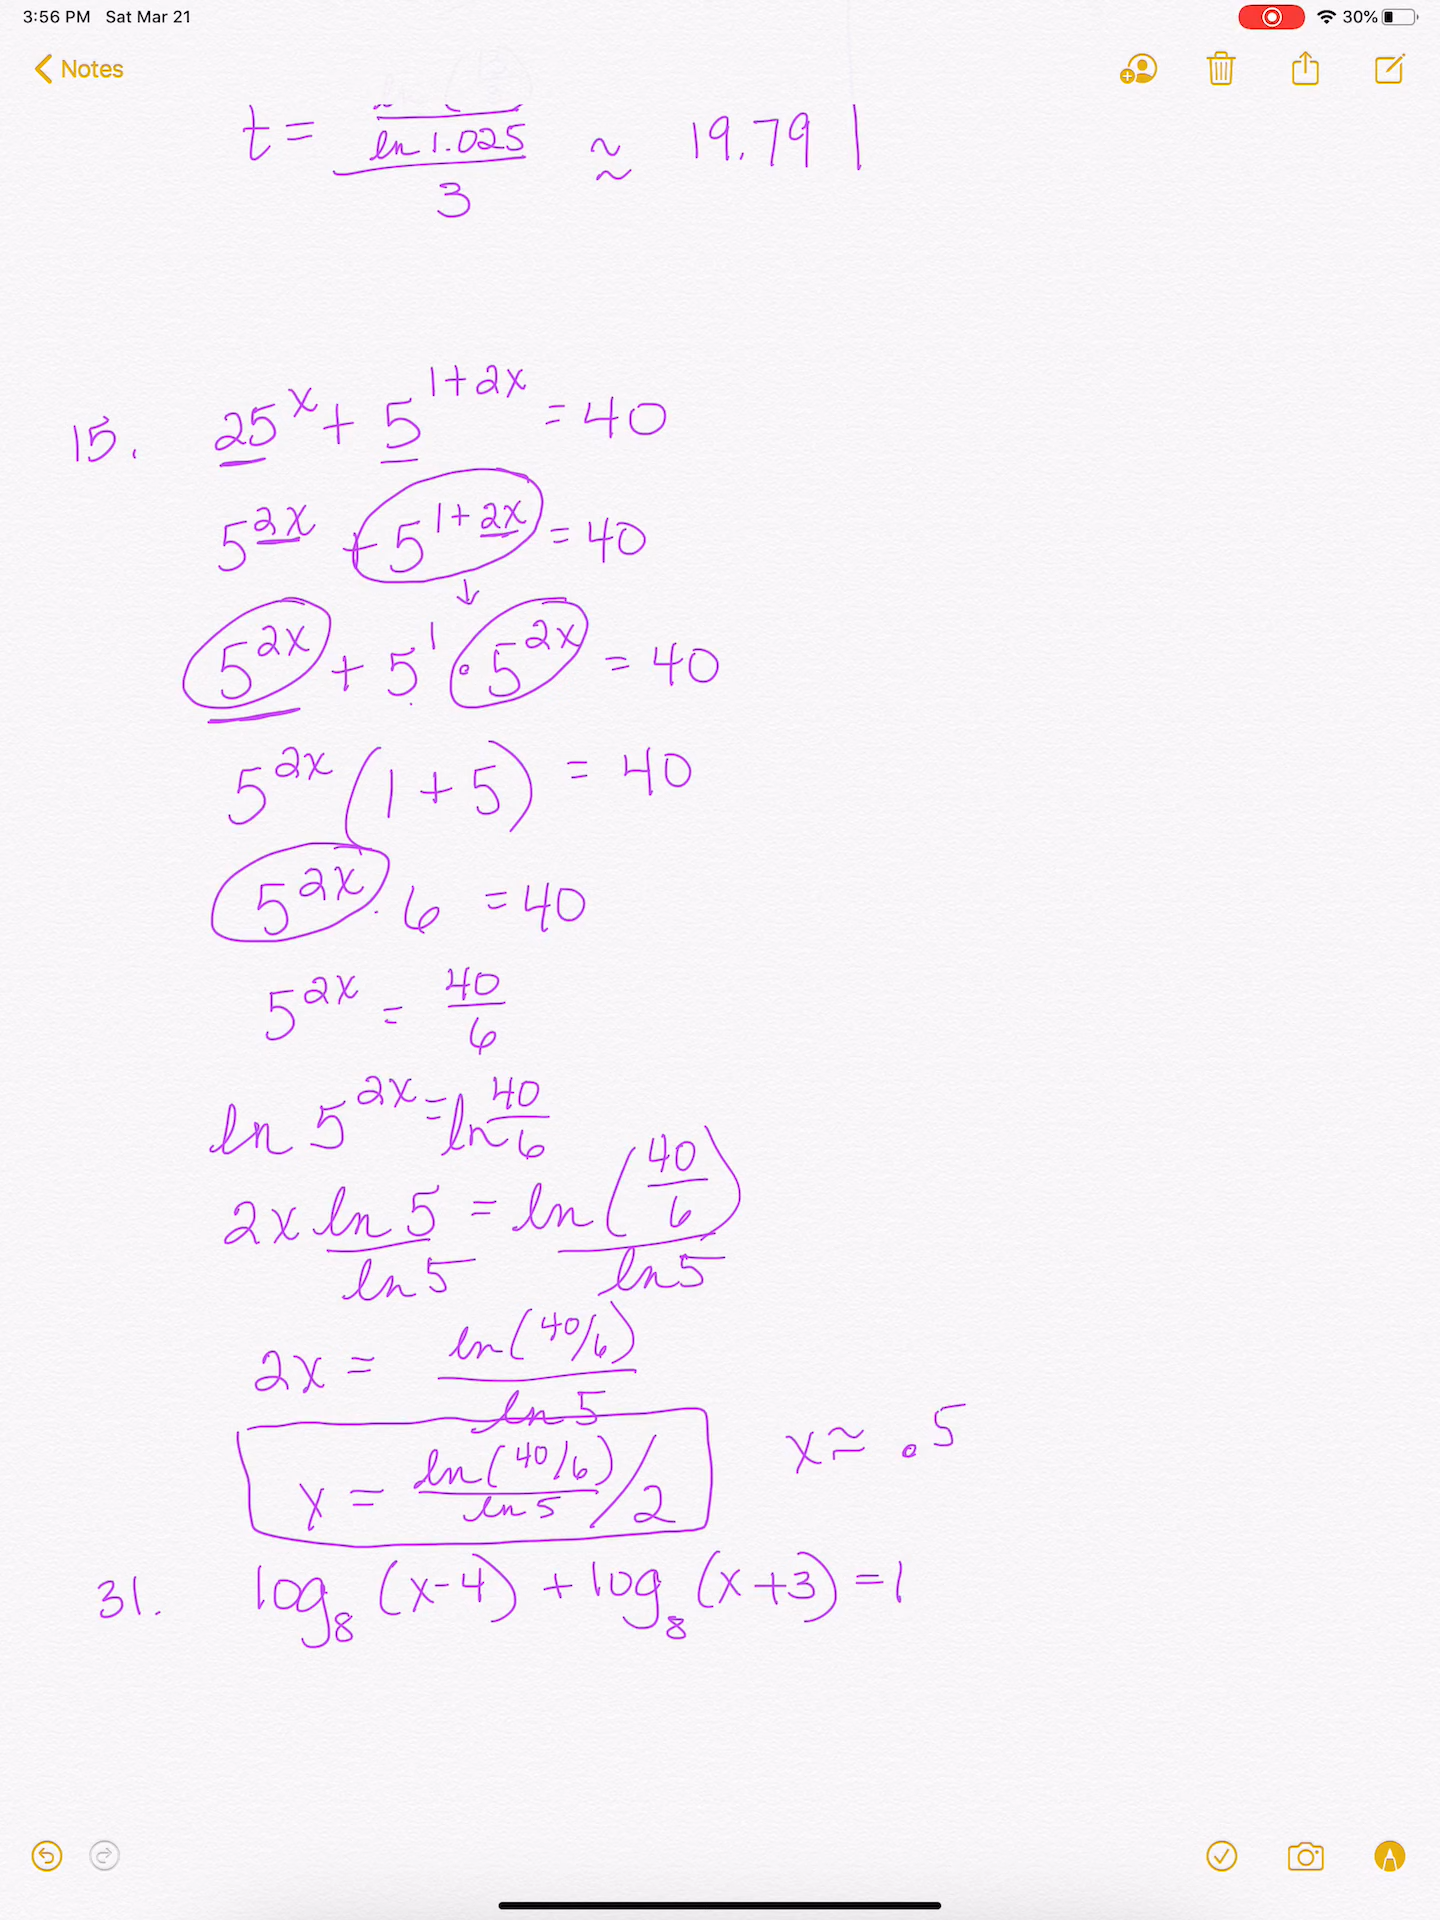 3:56 PM Sat Mar 21
30%
Notes
t = ln 1.025 / 3 ≈ 19.79
15. 25^x + 5^(1+2x) = 40
5^(2x) + 5^(1+2x) = 40
↓
5^(2x) + 5^1 · 5^(2x) = 40
5^(2x) (1 + 5) = 40
5^(2x) · 6 = 40
5^(2x) = 40/6
ln 5^(2x) = ln 40/6
2x ln 5 / ln 5 = ln (40/6) / ln 5
2x = ln(40/6) / ln 5
x = ln(40/6) / ln 5 / 2 x ≈ .5
31. log_8 (x-4) + log_8 (x+3) = 1